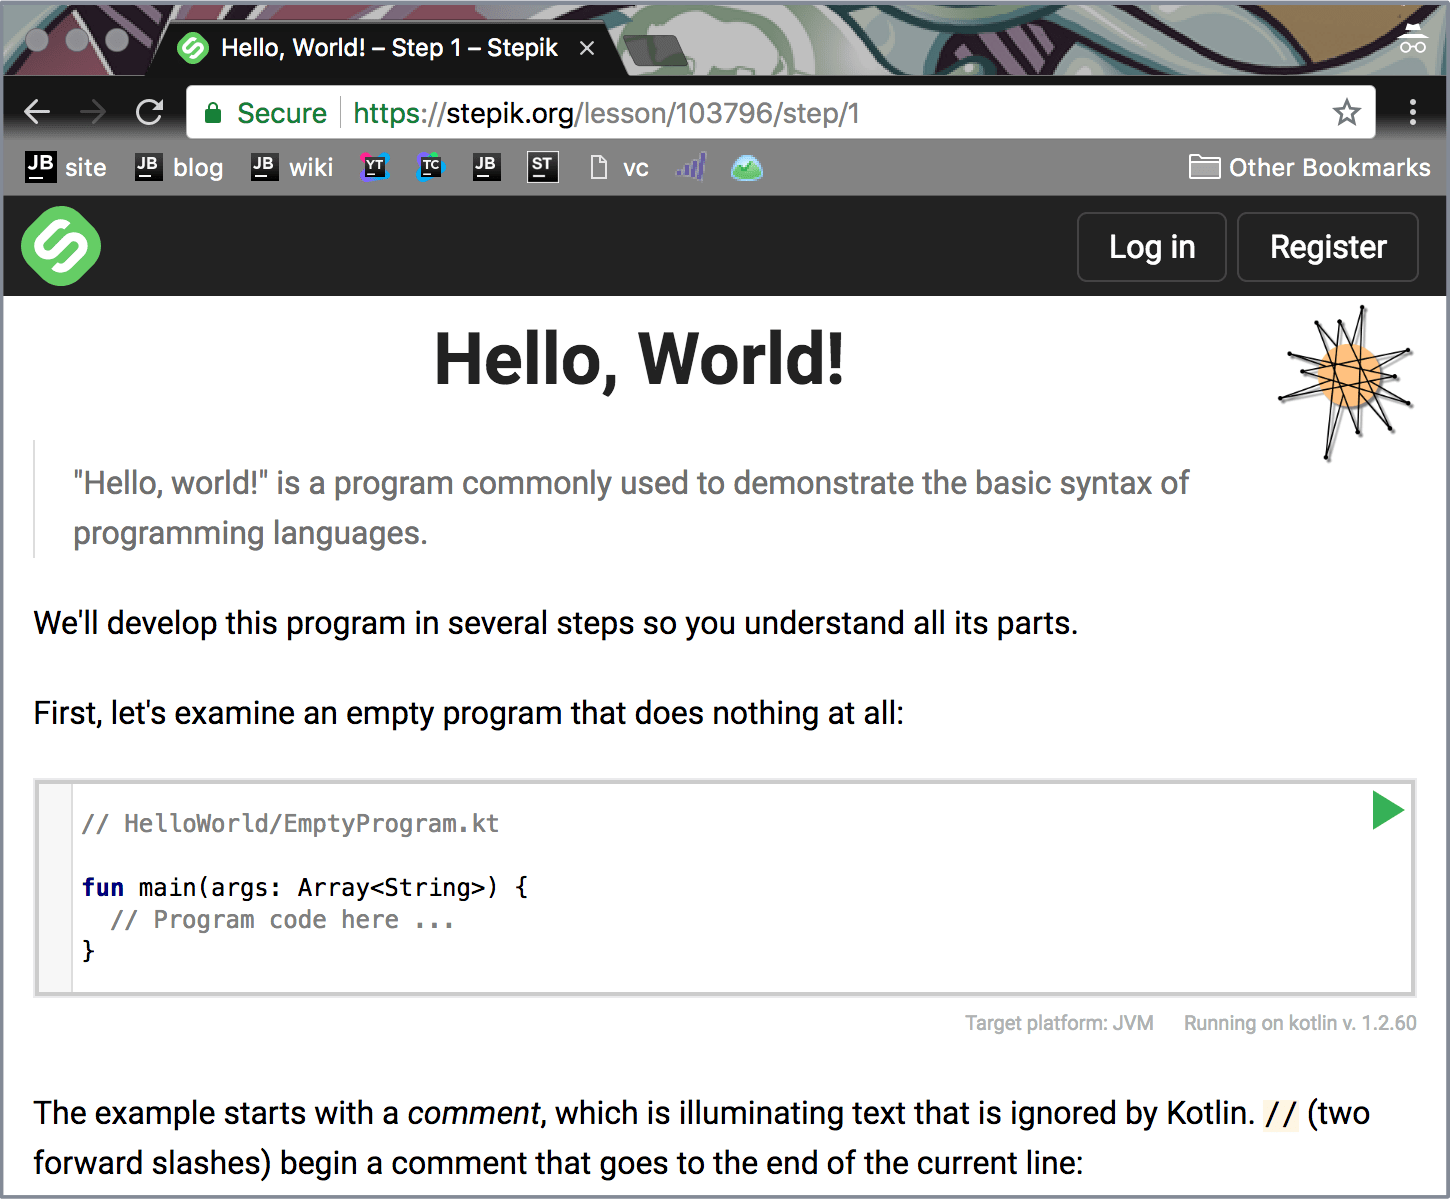 Hello, World! – Step 1 – Stepik
Secure https://stepik.org/lesson/103796/step/1
JB site JB blog JB wiki YT TC JB ST vc Other Bookmarks
Log in Register
Hello, World!
"Hello, world!" is a program commonly used to demonstrate the basic syntax of
programming languages.
We'll develop this program in several steps so you understand all its parts.
First, let's examine an empty program that does nothing at all:
// HelloWorld/EmptyProgram.kt
fun main(args: Array<String>) {
  // Program code here ...
}
Target platform: JVM Running on kotlin v. 1.2.60
The example starts with a comment, which is illuminating text that is ignored by Kotlin. // (two
forward slashes) begin a comment that goes to the end of the current line: